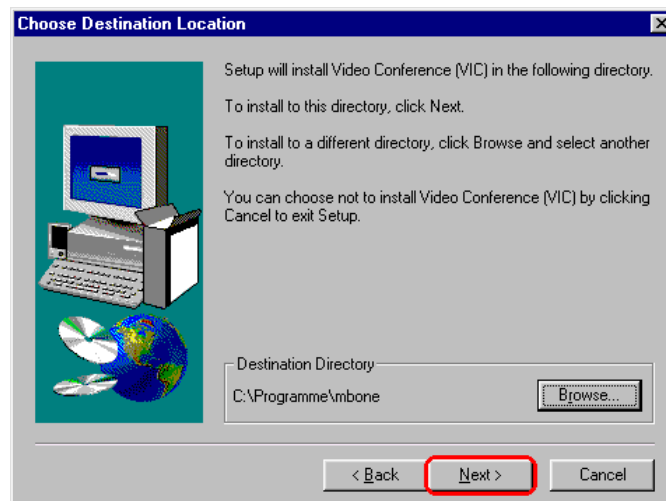 Choose Destination Location
Setup will install Video Conference (VIC) in the following directory.
To install to this directory, click Next.
To install to a different directory, click Browse and select another
directory.
You can choose not to install Video Conference (VIC) by clicking
Cancel to exit Setup.
Destination Directory
C:\Programme\mbone
Browse...
< Back
Next >
Cancel